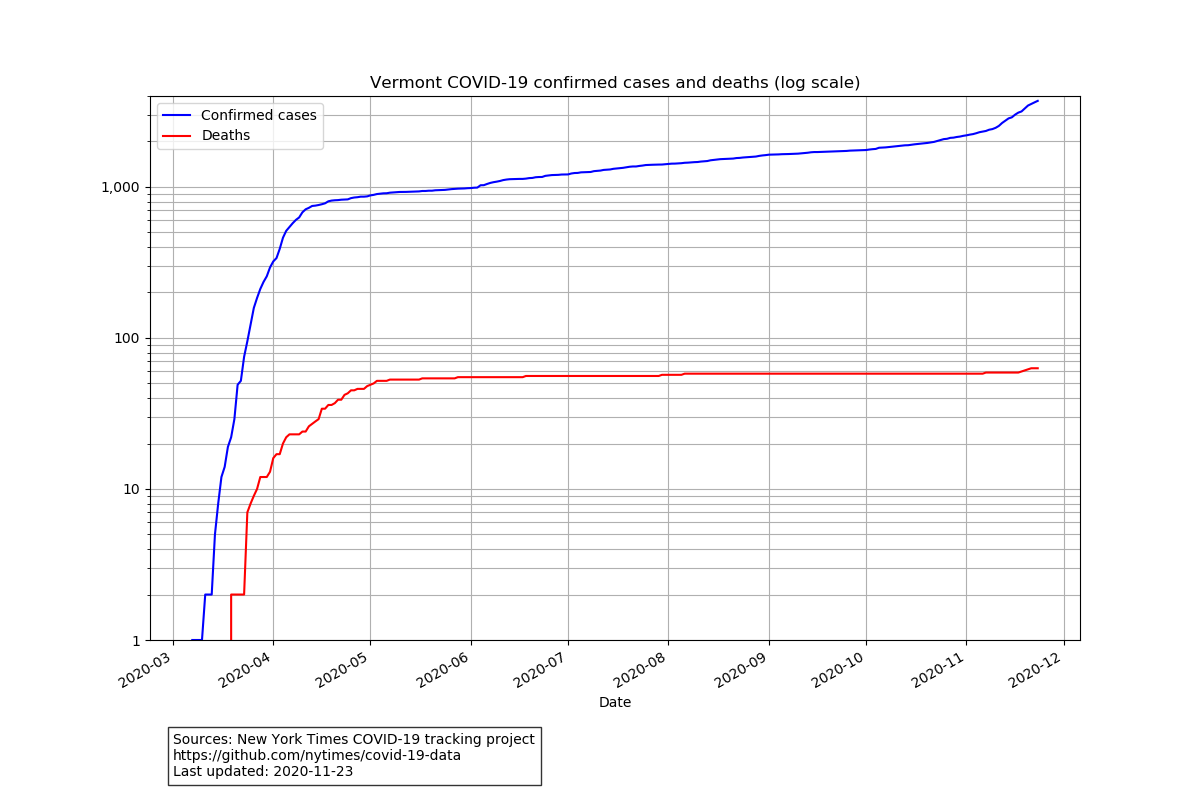 Vermont COVID-19 confirmed cases and deaths (log scale)
Confirmed cases
Deaths
1,000
100
10
1
2020-03
2020-04
2020-05
2020-06
2020-07
2020-08
2020-09
2020-10
2020-11
2020-12
Date
Sources: New York Times COVID-19 tracking project
https://github.com/nytimes/covid-19-data
Last updated: 2020-11-23